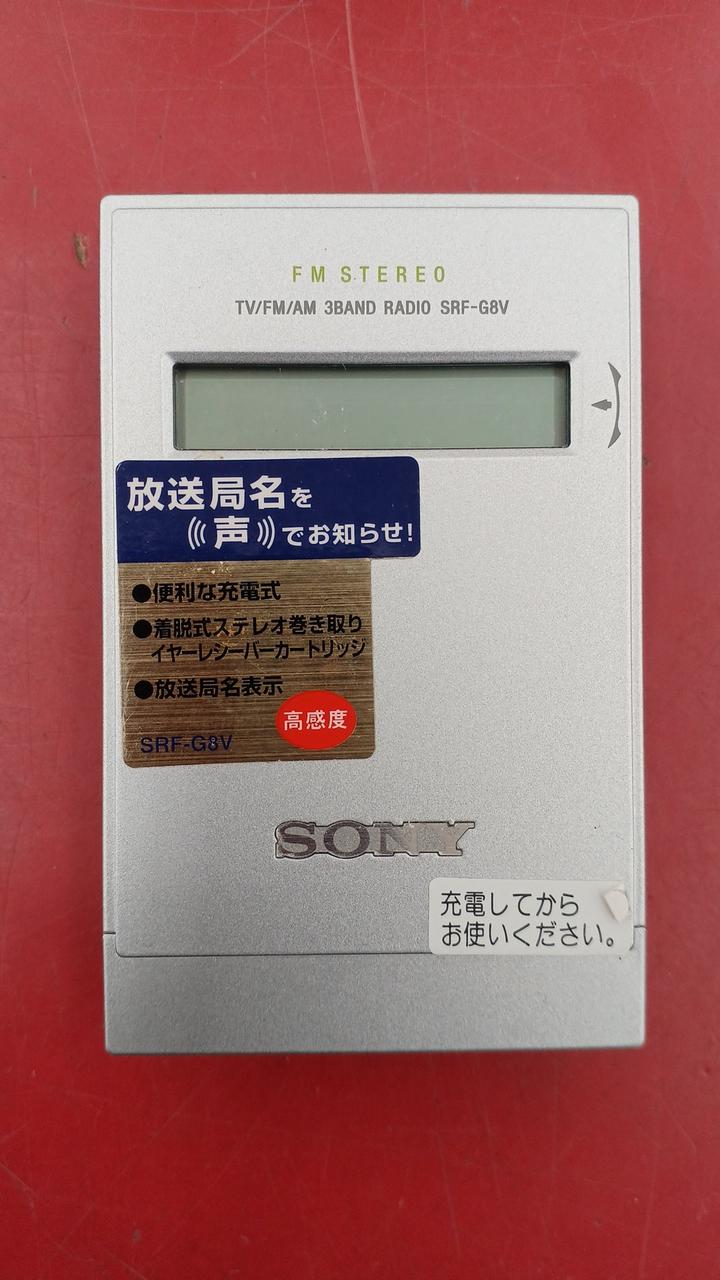 FM STEREO
TV/FM/AM 3BAND RADIO SRF-G8V
放送局名を
声でお知らせ!
●便利な充電式
●着脱式ステレオ巻き取り
イヤーレシーバーカートリッジ
●放送局名表示
高感度
SRF-G8V
SONY
充電してから
お使いください。